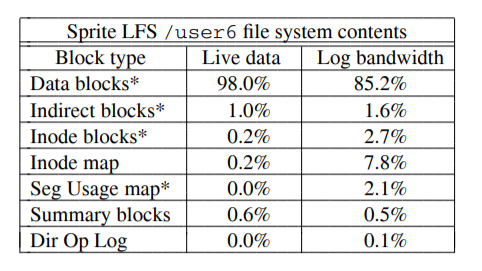 Sprite LFS /user6 file system contents
Block type Live data Log bandwidth
Data blocks* 98.0% 85.2%
Indirect blocks* 1.0% 1.6%
Inode blocks* 0.2% 2.7%
Inode map 0.2% 7.8%
Seg Usage map* 0.0% 2.1%
Summary blocks 0.6% 0.5%
Dir Op Log 0.0% 0.1%